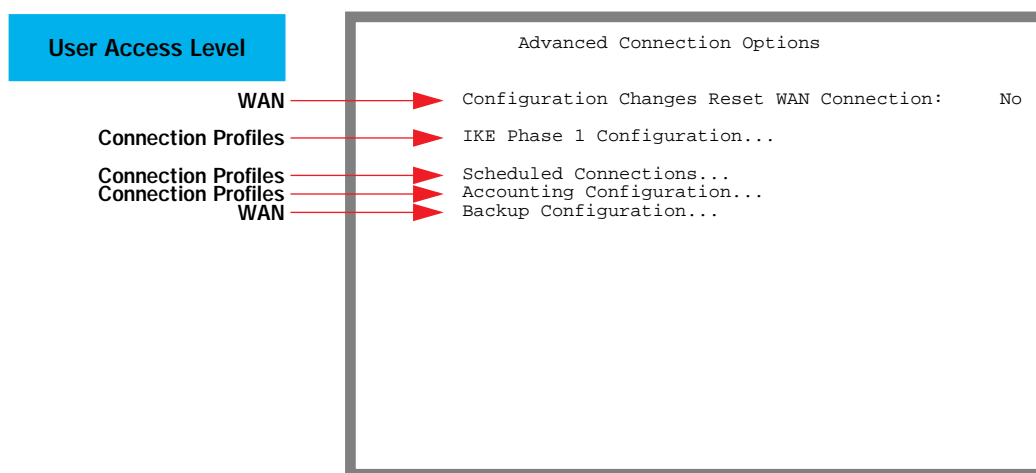 User Access Level
Advanced Connection Options
WAN
Configuration Changes Reset WAN Connection: No
Connection Profiles
IKE Phase 1 Configuration...
Connection Profiles
Scheduled Connections...
Connection Profiles
Accounting Configuration...
WAN
Backup Configuration...